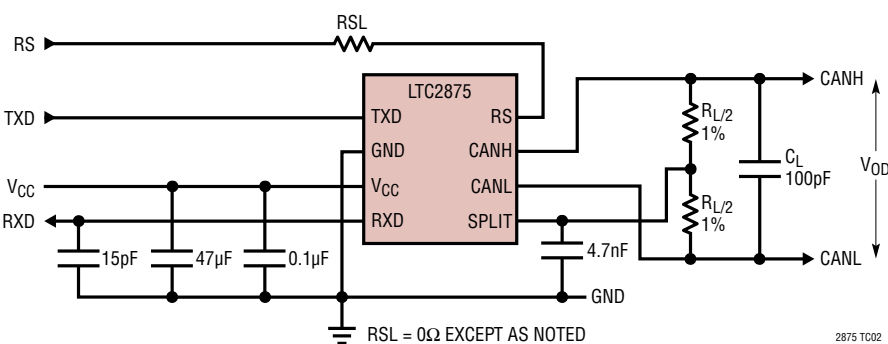 RSL
RS
LTC2875
TXD
TXD
RS
GND
CANH
VCC
VCC
CANL
RXD
RXD
SPLIT
CANH
RL/2
1%
CL
100pF
VOD
RL/2
1%
CANL
15pF
47µF
0.1µF
4.7nF
GND
RSL = 0Ω EXCEPT AS NOTED
2875 TC02